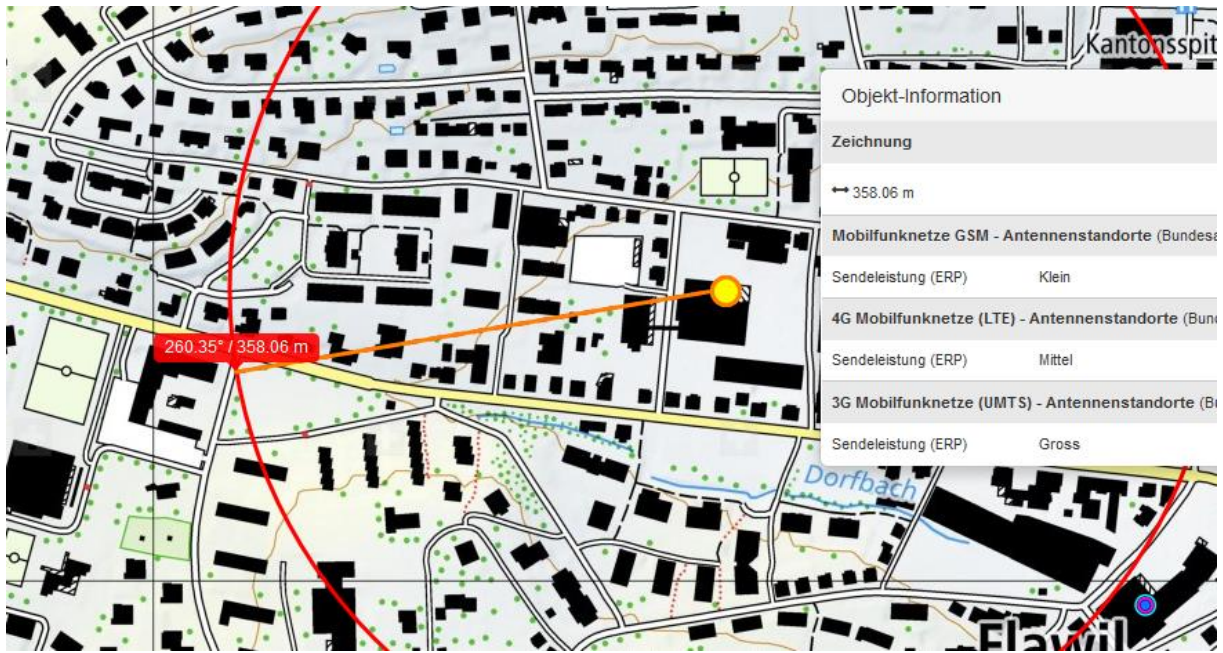 Kantonsspit
Objekt-Information
Zeichnung
358.06 m
Mobilfunknetze GSM - Antennenstandorte (Bundesa
Sendeleistung (ERP) Klein
4G Mobilfunknetze (LTE) - Antennenstandorte (Bund
Sendeleistung (ERP) Mittel
3G Mobilfunknetze (UMTS) - Antennenstandorte (Bu
Sendeleistung (ERP) Gross
260.35° / 358.06 m
Dorfbach
Flawil